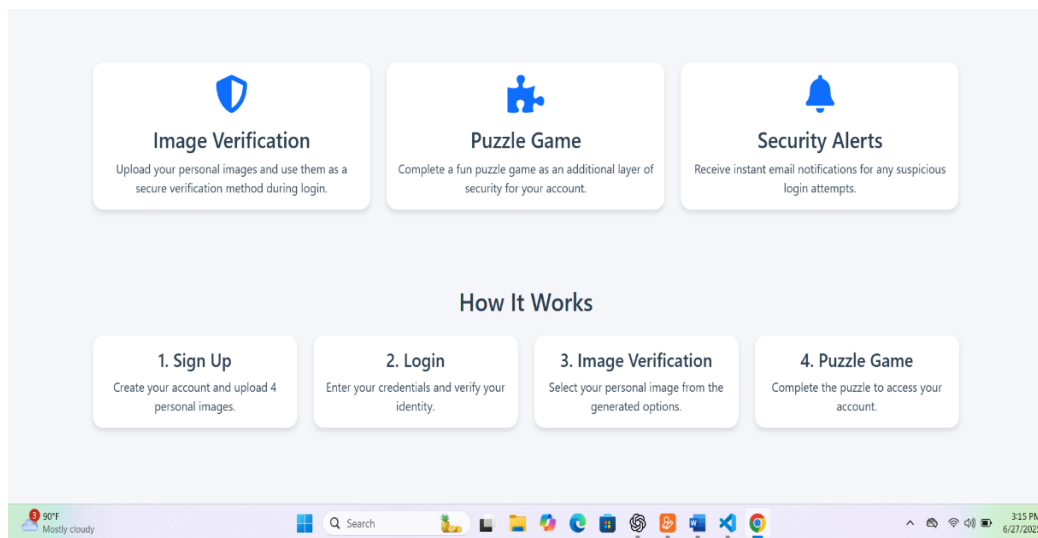 Image Verification
Upload your personal images and use them as a
secure verification method during login.
Puzzle Game
Complete a fun puzzle game as an additional layer of
security for your account.
Security Alerts
Receive instant email notifications for any suspicious
login attempts.
How It Works
1. Sign Up
Create your account and upload 4
personal images.
2. Login
Enter your credentials and verify your
identity.
3. Image Verification
Select your personal image from the
generated options.
4. Puzzle Game
Complete the puzzle to access your
account.
3
90°F
Mostly cloudy
Search
3:15 PM
6/27/2025